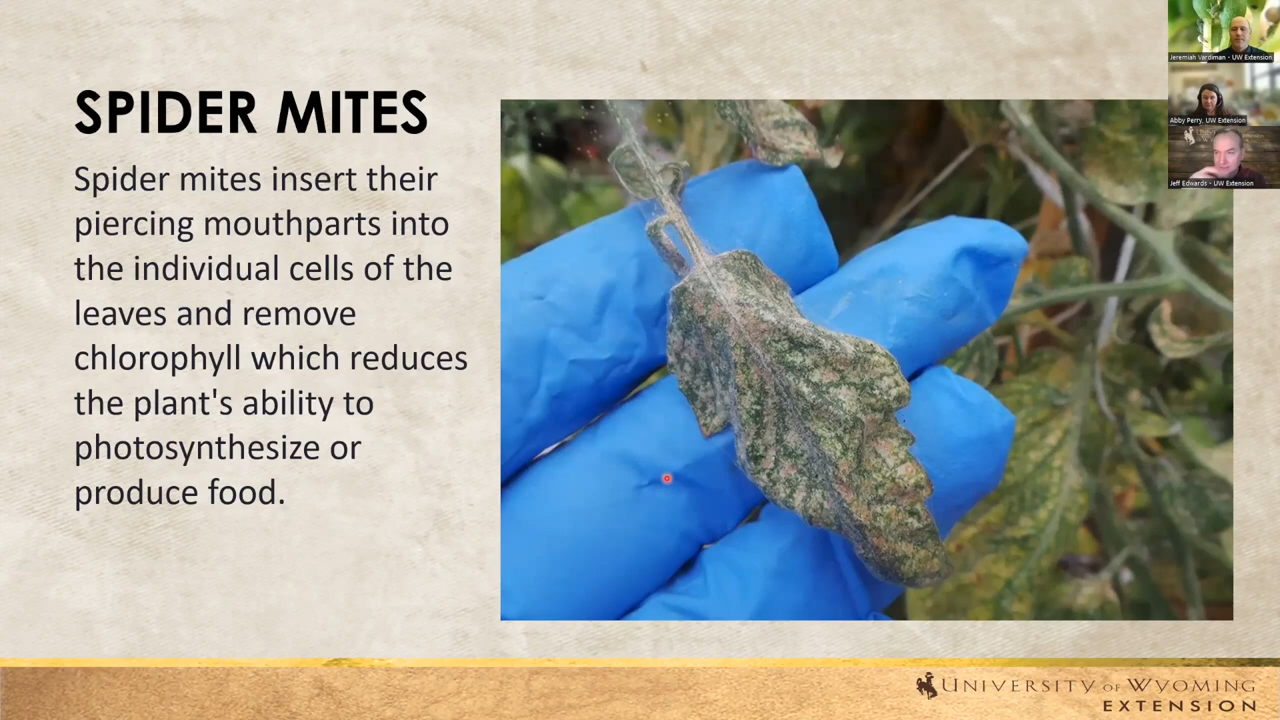 SPIDER MITES
Spider mites insert their
piercing mouthparts into
the individual cells of the
leaves and remove
chlorophyll which reduces
the plant's ability to
photosynthesize or
produce food.
Jeremiah Vardiman - UW Extension
Abby Perry, UW Extension
Jeff Edwards - UW Extension
UNIVERSITY OF WYOMING
EXTENSION